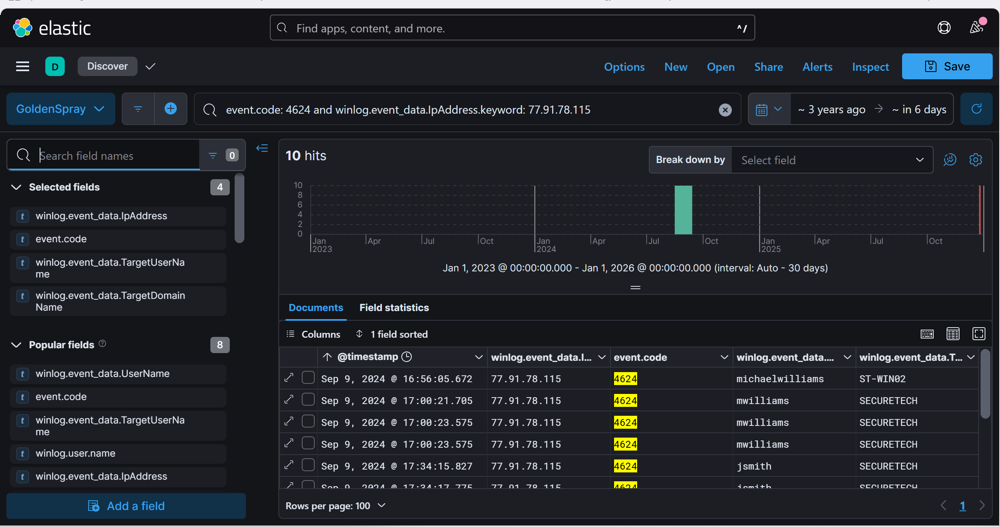 elastic
Find apps, content, and more.
^/
D
Discover
Options
New
Open
Share
Alerts
Inspect
Save
GoldenSpray
event.code: 4624 and winlog.event_data.IpAddress.keyword: 77.91.78.115
~ 3 years ago → ~ in 6 days
Search field names
0
Selected fields
4
t winlog.event_data.IpAddress
t event.code
t winlog.event_data.TargetUserNa
me
t winlog.event_data.TargetDomain
Name
Popular fields
8
t winlog.event_data.UserName
t event.code
t winlog.event_data.TargetUserNa
me
t winlog.user.name
t winlog.event_data.IpAddress
Add a field
10 hits
Break down by
Select field
10
8
6
4
2
0
Jan Apr Jul Oct Jan Apr Jul Oct Jan Apr Jul Oct
2023 2024 2025
Jan 1, 2023 @ 00:00:00.000 - Jan 1, 2026 @ 00:00:00.000 (interval: Auto - 30 days)
Documents
Field statistics
Columns
1 field sorted
@timestamp winlog.event_data.I... event.code winlog.event_data.... winlog.event_data.T...
Sep 9, 2024 @ 16:56:05.672 77.91.78.115 4624 michaelwilliams ST-WIN02
Sep 9, 2024 @ 17:00:21.705 77.91.78.115 4624 mwilliams SECURETECH
Sep 9, 2024 @ 17:00:23.575 77.91.78.115 4624 mwilliams SECURETECH
Sep 9, 2024 @ 17:00:23.575 77.91.78.115 4624 mwilliams SECURETECH
Sep 9, 2024 @ 17:34:15.827 77.91.78.115 4624 jsmith SECURETECH
Sep 9, 2024 @ 17:34:17.775 77.91.78.115 4624 jsmith SECURETECH
Rows per page: 100
1